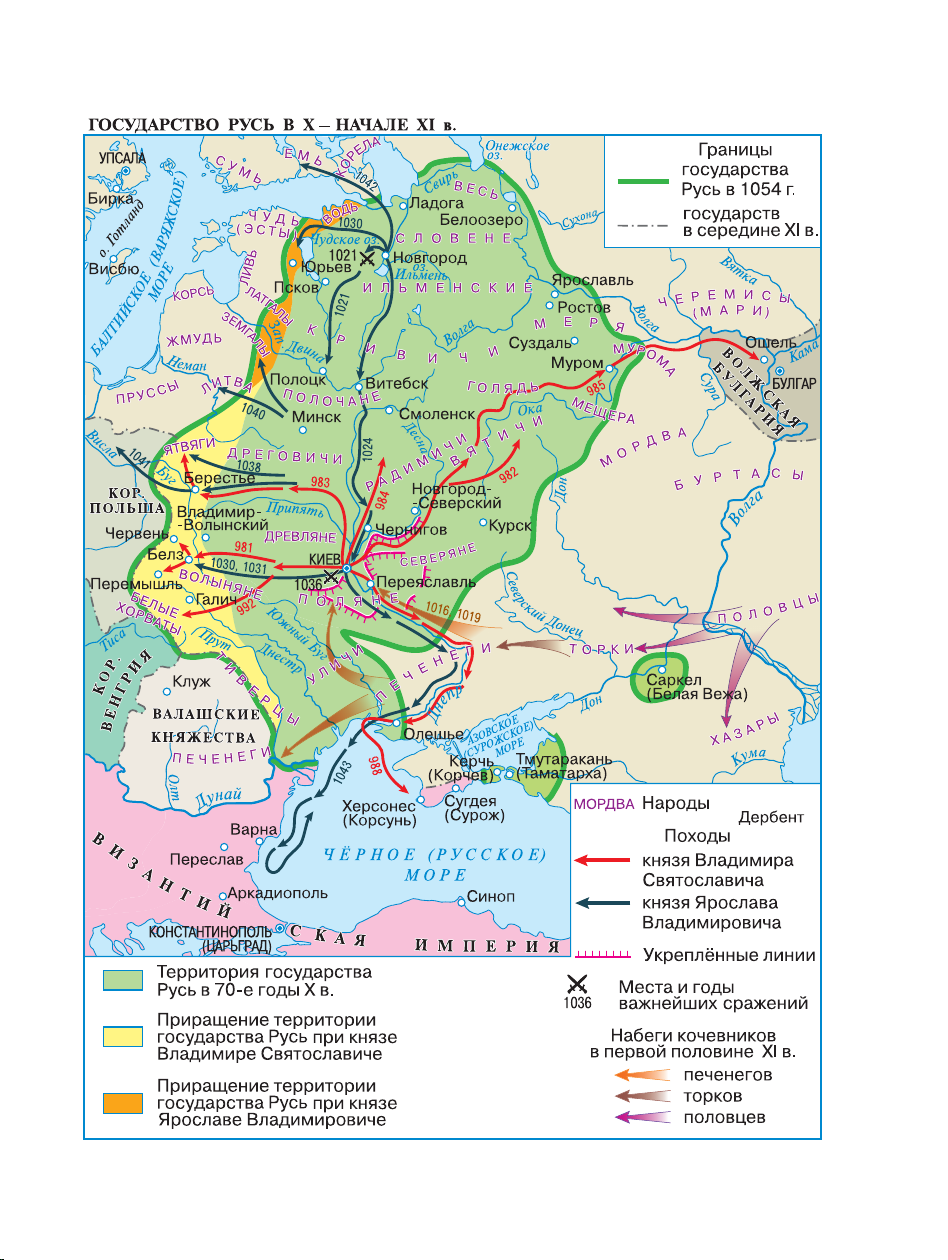 ГОСУДАРСТВО РУСЬ В X – НАЧАЛЕ XI в.
Границы
государства
Русь в 1054 г.
государств
в середине XI в.
УПСАЛА
Бирка
о. Готланд
Висбю
БАЛТИЙСКОЕ (ВАРЯЖСКОЕ)
МОРЕ
СУМЬ
ЕМЬ
КОРЕЛА
1042
Онежское
оз.
Свирь
ВЕСЬ
Ладога
Белоозеро
Сухона
ВОДЬ
ЧУДЬ
(ЭСТЫ)
1030
Чудское оз.
СЛОВЕНЕ
1021
Новгород
оз.
Ильмень
Юрьев
Псков
ИЛЬМЕНСКИЕ
ЛИВЬ
КОРСЬ
ЛАТГАЛЫ
ЗЕМГАЛЫ
1021
Ярославль
Ростов
Вятка
ЧЕРЕМИСЫ
(МАРИ)
Волга
Волга
КРИВИЧИ
МЕРЯ
Суздаль
Муром
МУРОМА
Ошель
Кама
БУЛГАР
ВОЛЖСКАЯ
БУЛГАРИЯ
Сура
985
ЖМУДЬ
Зап.
Двина
Неман
ПРУССЫ
ЛИТВА
Полоцк
ПОЛОЧАНЕ
Витебск
ГОЛЯДЬ
МЕЩЕРА
Ока
1040
Минск
Смоленск
Десна
ВЯТИЧИ
МОРДВА
Висла
1041
ЯТВЯГИ
ДРЕГОВИЧИ
1024
РАДИМИЧИ
982
БУРТАСЫ
Буг
1038
Берестье
983
984
Новгород-
-Северский
Дон
Волга
КОР.
ПОЛЬША
Владимир-
-Волынский
Припять
Червень
ДРЕВЛЯНЕ
Чернигов
Курск
Белз
981
КИЕВ
СЕВЕРЯНЕ
1030, 1031
1036
Переяславль
Перемышль
ВОЛЫНЯНЕ
БЕЛЫЕ
ХОРВАТЫ
Галич
992
ПОЛЯНЕ
1016, 1019
Северский Донец
ПОЛОВЦЫ
Тиса
Прут
Днестр
Южный Буг
ТОРКИ
КОР.
ВЕНГРИЯ
Клуж
ТИВЕРЦЫ
УЛИЧИ
ПЕЧЕНЕГИ
Саркел
(Белая Вежа)
Днепр
Дон
ВАЛАШСКИЕ
КНЯЖЕСТВА
ПЕЧЕНЕГИ
Олешье
АЗОВСКОЕ
(СУРОЖСКОЕ)
МОРЕ
ХАЗАРЫ
Кума
Керчь
(Корчев)
Тмутаракань
(Таматарха)
988
1043
Олт
Дунай
Херсонес
(Корсунь)
Сугдея
(Сурож)
Варна
Переслав
ЧЁРНОЕ (РУССКОЕ)
МОРЕ
Аркадиополь
Синоп
КОНСТАНТИНОПОЛЬ
(ЦАРЬГРАД)
ВИЗАНТИЙСКАЯ ИМПЕРИЯ
МОРДВА Народы
Дербент
Походы
князя Владимира
Святославича
князя Ярослава
Владимировича
Укреплённые линии
1036
Места и годы
важнейших сражений
Набеги кочевников
в первой половине XI в.
печенегов
торков
половцев
Территория государства
Русь в 70-е годы X в.
Приращение территории
государства Русь при князе
Владимире Святославиче
Приращение территории
государства Русь при князе
Ярославе Владимировиче